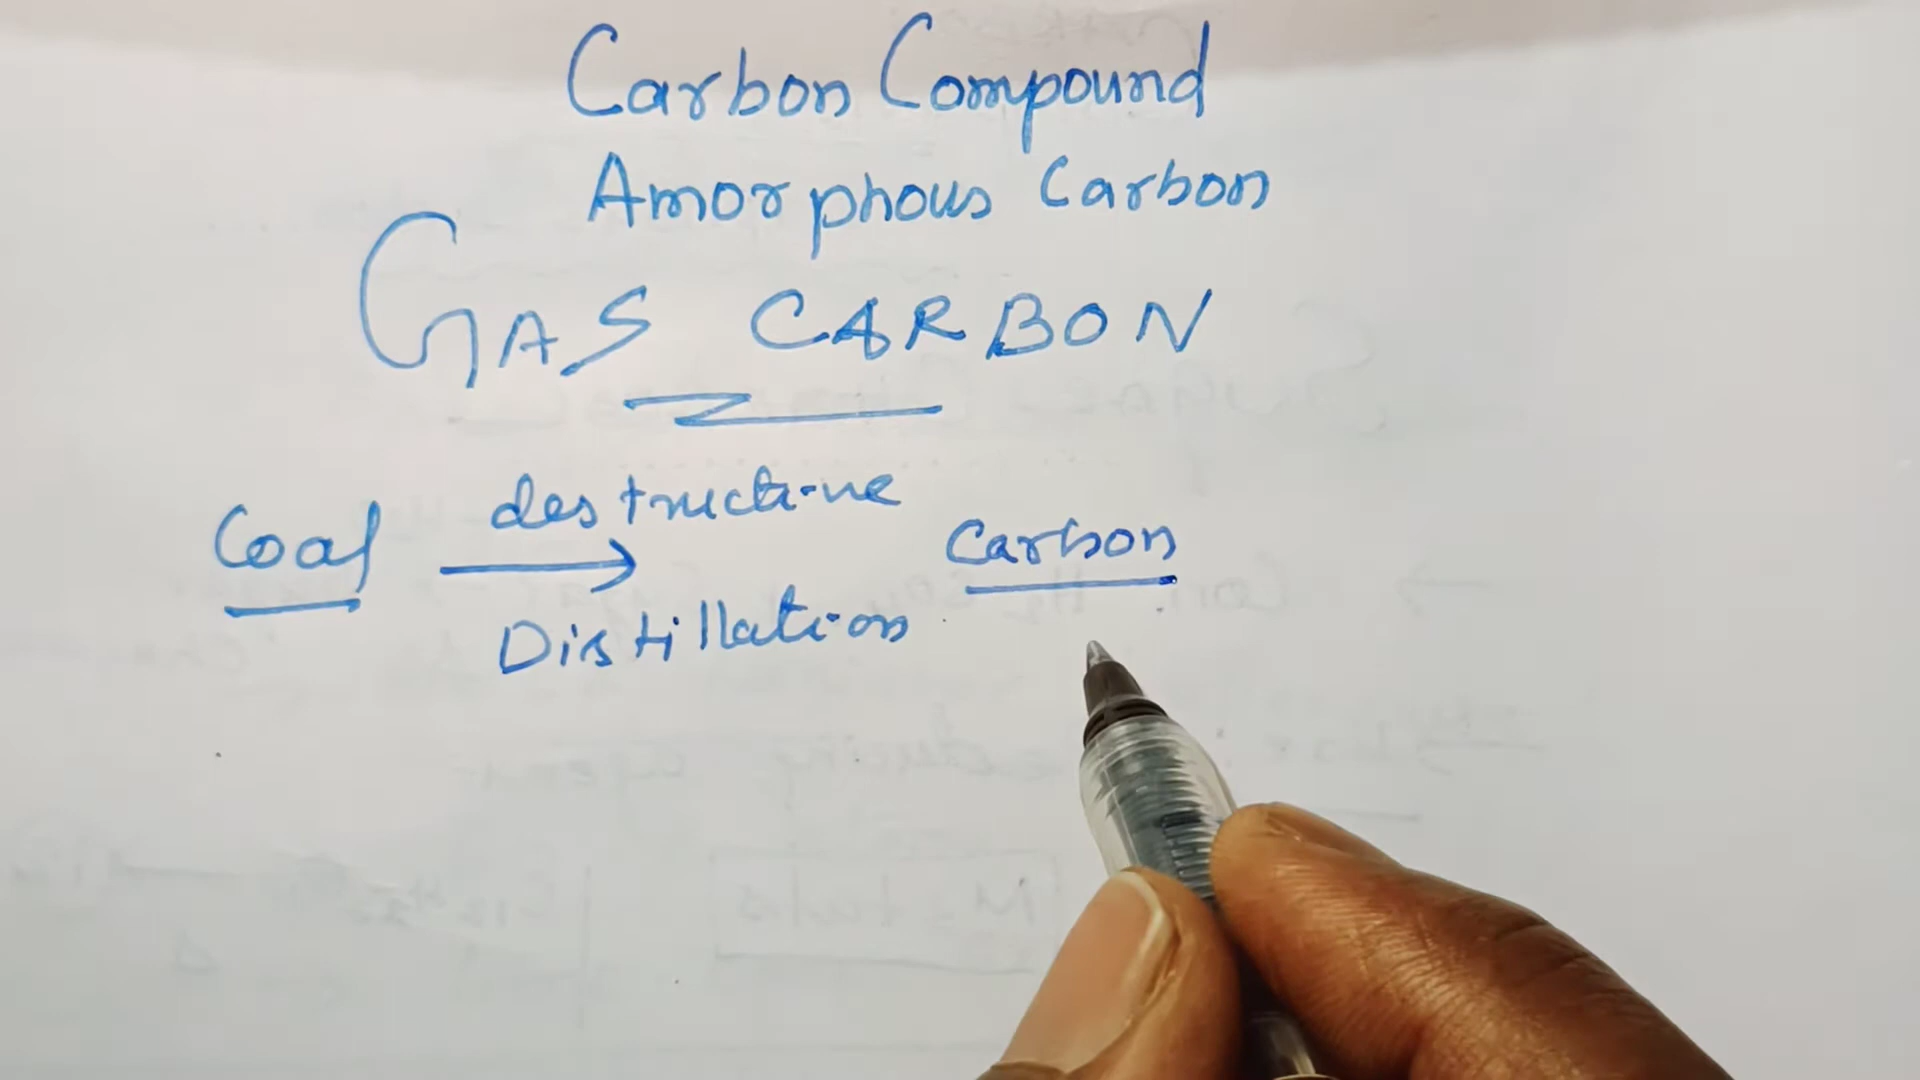 Carbon Compound
Amorphous Carbon
GAS CARBON
Coal destructive Carbon
Distillation